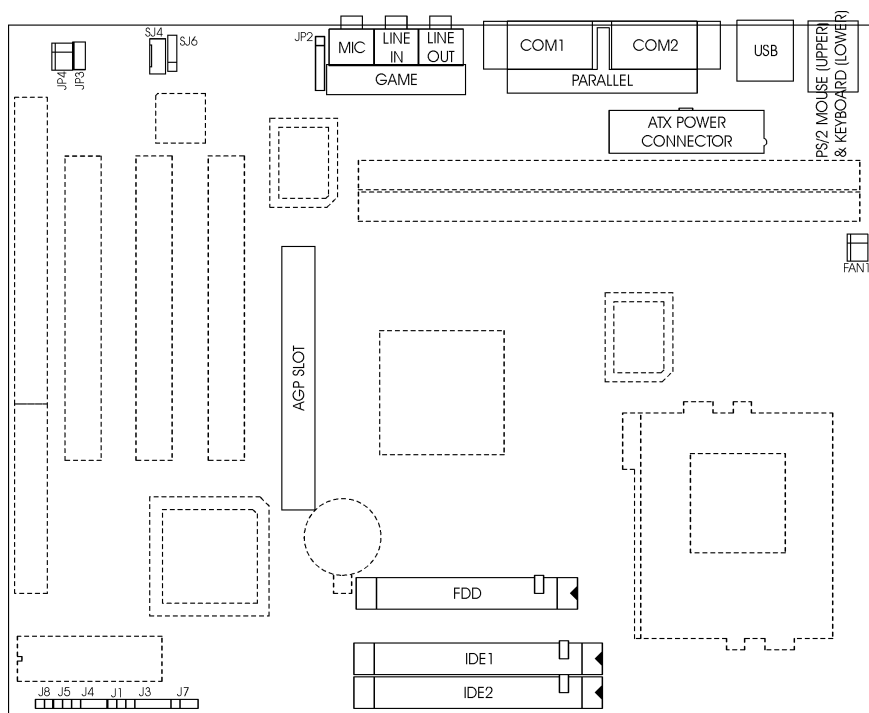 JP4
JP3
SJ4
SJ6
JP2
MIC
LINE
IN
LINE
OUT
GAME
COM1
COM2
PARALLEL
USB
PS/2 MOUSE (UPPER)
& KEYBOARD (LOWER)
ATX POWER
CONNECTOR
FAN1
AGP SLOT
FDD
IDE1
IDE2
J8
J5
J4
J1
J3
J7